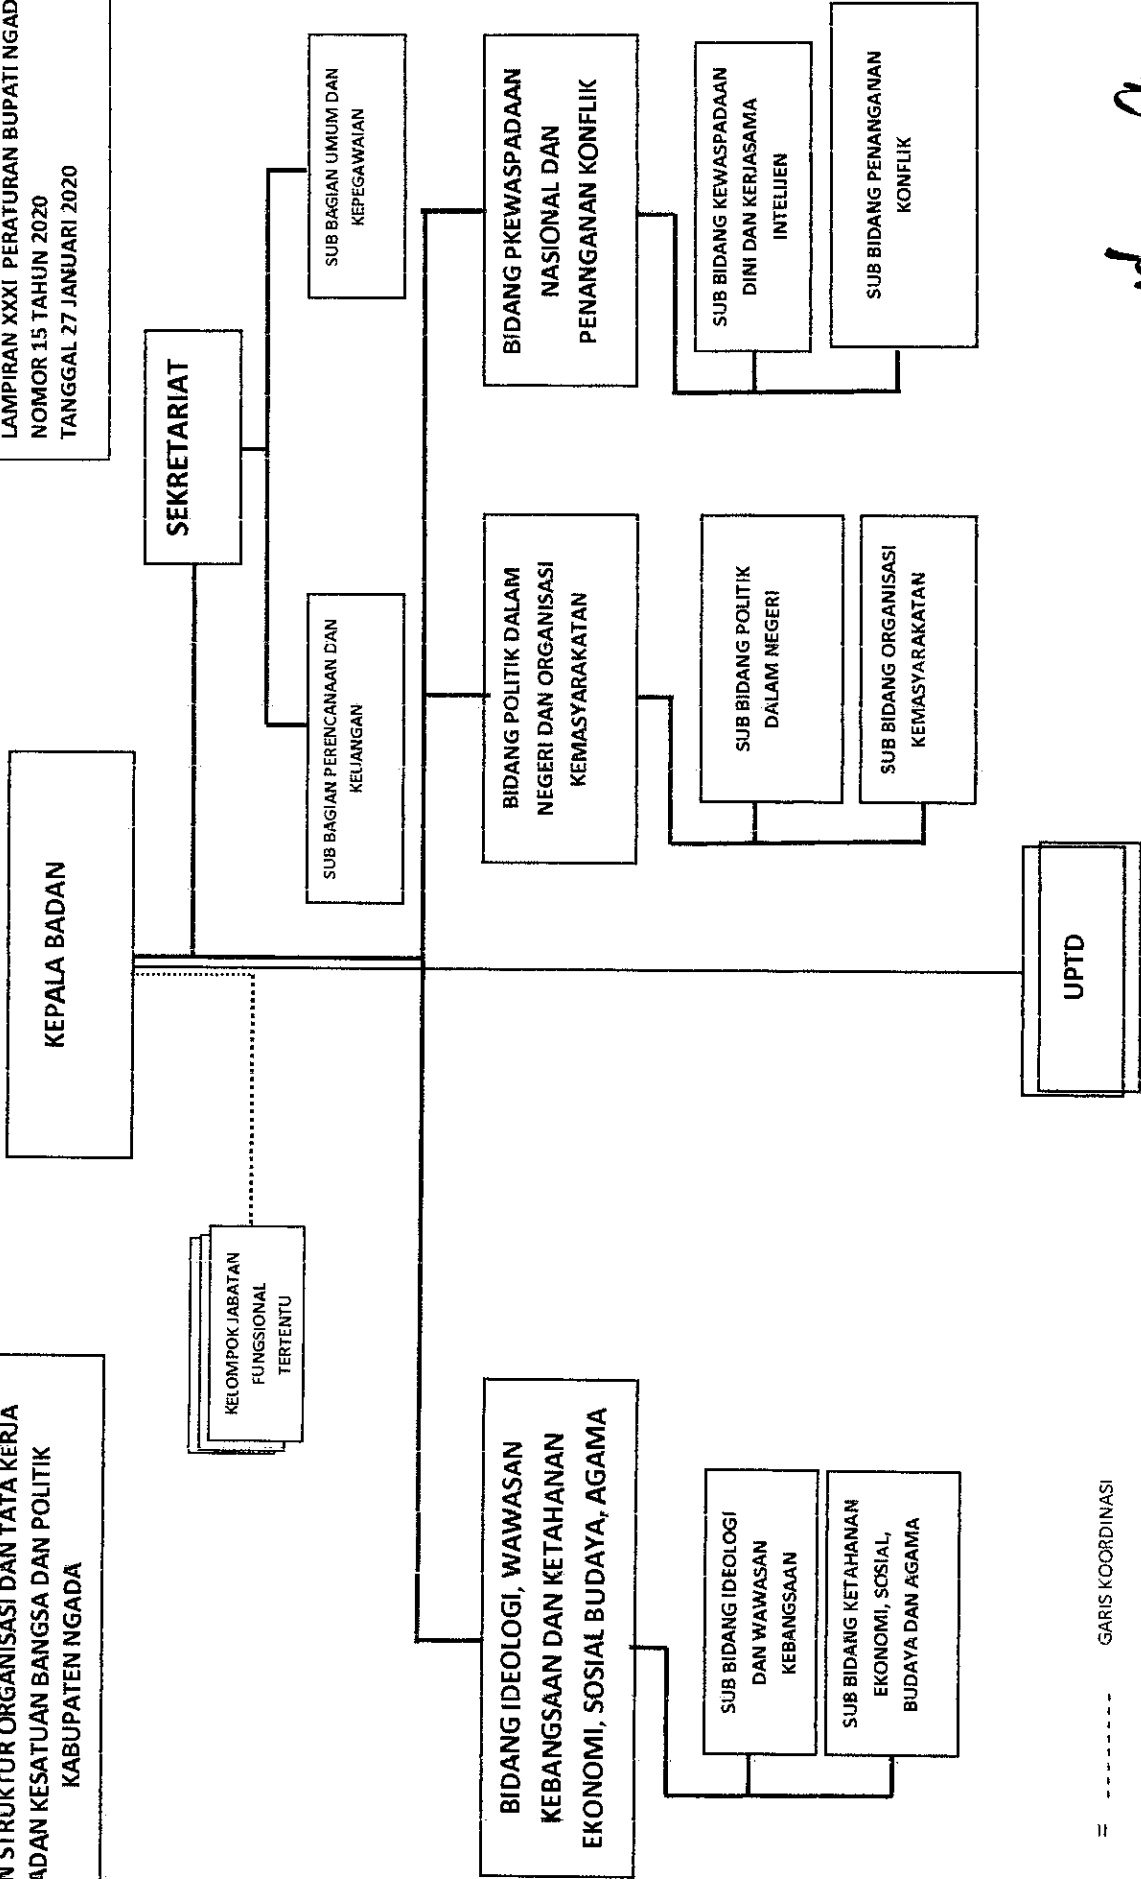 N STRUKTUR ORGANISASI DAN TATA KERJA
ADAN KESATUAN BANGSA DAN POLITIK
KABUPATEN NGADA
LAMPIRAN XXXI PERATURAN BUPATI NGAD
NOMOR 15 TAHUN 2020
TANGGAL 27 JANUARI 2020
KEPALA BADAN
SEKRETARIAT
KELOMPOK JABATAN
FUNGSIONAL
TERTENTU
SUB BAGIAN PERENCANAAN DAN
KEUANGAN
SUB BAGIAN UMUM DAN
KEPEGAWAIAN
BIDANG IDEOLOGI, WAWASAN
KEBANGSAAN DAN KETAHANAN
EKONOMI, SOSIAL BUDAYA, AGAMA
BIDANG POLITIK DALAM
NEGERI DAN ORGANISASI
KEMASYARAKATAN
BIDANG PKEWASPADAAN
NASIONAL DAN
PENANGANAN KONFLIK
SUB BIDANG IDEOLOGI
DAN WAWASAN
KEBANGSAAN
SUB BIDANG KETAHANAN
EKONOMI, SOSIAL,
BUDAYA DAN AGAMA
SUB BIDANG POLITIK
DALAM NEGERI
SUB BIDANG ORGANISASI
KEMASYARAKATAN
SUB BIDANG KEWASPADAAN
DINI DAN KERJASAMA
INTELIJEN
SUB BIDANG PENANGANAN
KONFLIK
UPTD
= -------- GARIS KOORDINASI